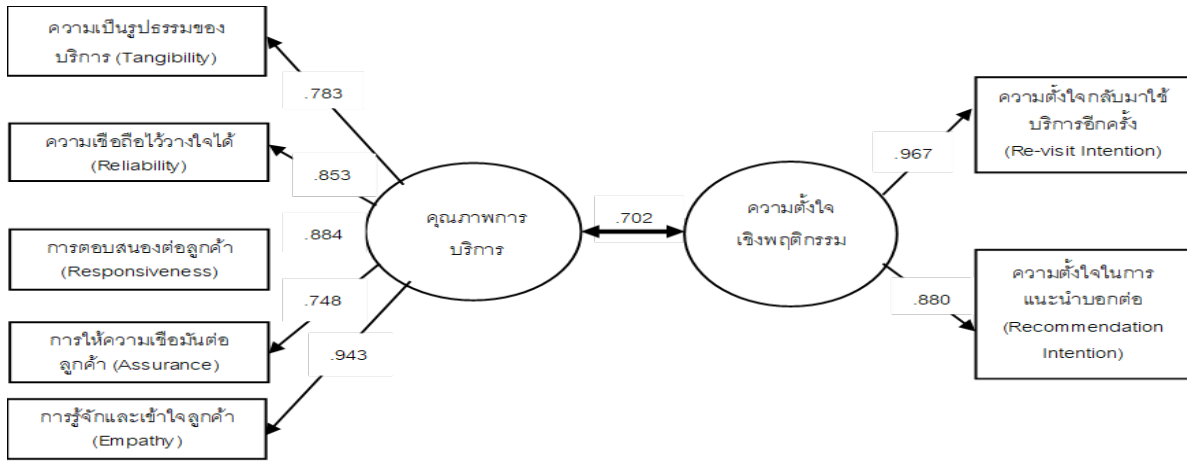 ความเป็นรูปธรรมของ
บริการ (Tangibility)
.783
ความเชื่อถือไว้วางใจได้
(Reliability)
.853
การตอบสนองต่อลูกค้า
(Responsiveness)
.884
.748
การให้ความเชื่อมันต่อ
ลูกค้า (Assurance)
.943
การรู้จักและเข้าใจลูกค้า
(Empathy)
คุณภาพการ
บริการ
.702
ความตั้งใจ
เชิงพฤติกรรม
.967
ความตั้งใจกลับมาใช้
บริการอีกครั้ง
(Re-visit Intention)
.880
ความตั้งใจในการ
แนะนำบอกต่อ
(Recommendation
Intention)